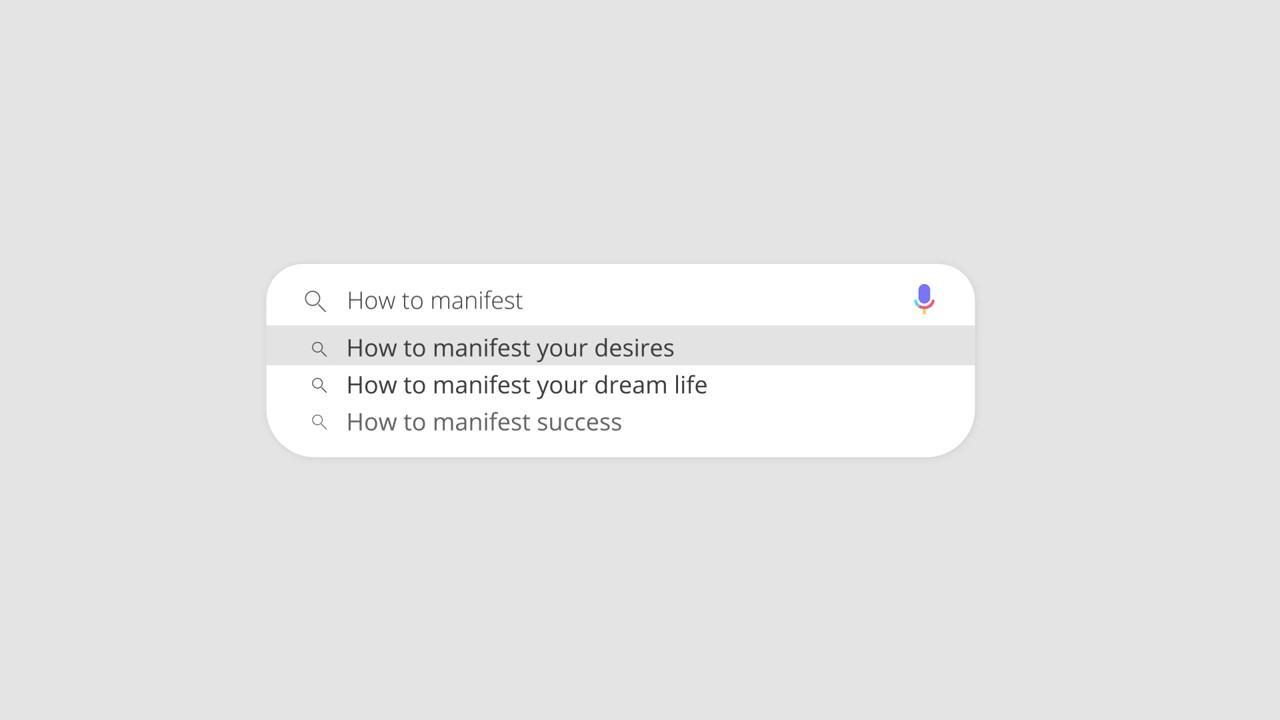 How to manifest
How to manifest your desires
How to manifest your dream life
How to manifest success